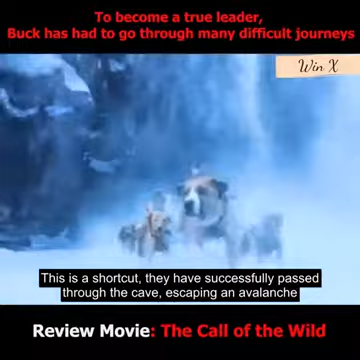 To become a true leader,
Buck has had to go through many difficult journeys
Win X
This is a shortcut, they have successfully passed
through the cave, escaping an avalanche
Review Movie: The Call of the Wild